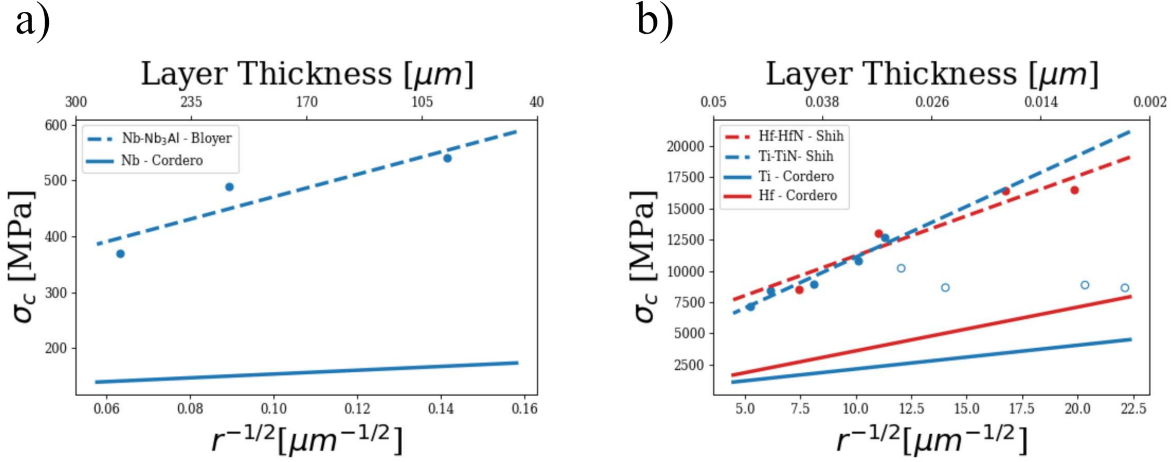 a)
Layer Thickness [μm]
300 235 170 105 40
600
500
400
300
200
σc [MPa]
Nb-Nb₃Al - Bloyer
Nb - Cordero
0.06 0.08 0.10 0.12 0.14 0.16
r⁻¹/²[μm⁻¹/²]
b)
Layer Thickness [μm]
0.05 0.038 0.026 0.014 0.002
20000
17500
15000
12500
10000
7500
5000
2500
σc [MPa]
Hf-HfN - Shih
Ti-TiN- Shih
Ti - Cordero
Hf - Cordero
5.0 7.5 10.0 12.5 15.0 17.5 20.0 22.5
r⁻¹/²[μm⁻¹/²]